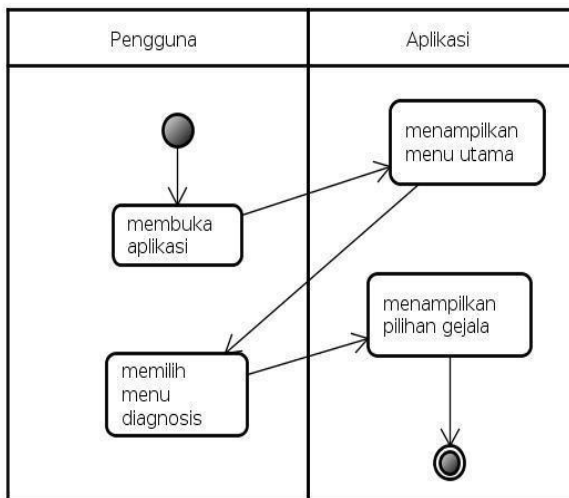 Pengguna
Aplikasi
menampilkan
menu utama
membuka
aplikasi
menampilkan
pilihan gejala
memilih
menu
diagnosis